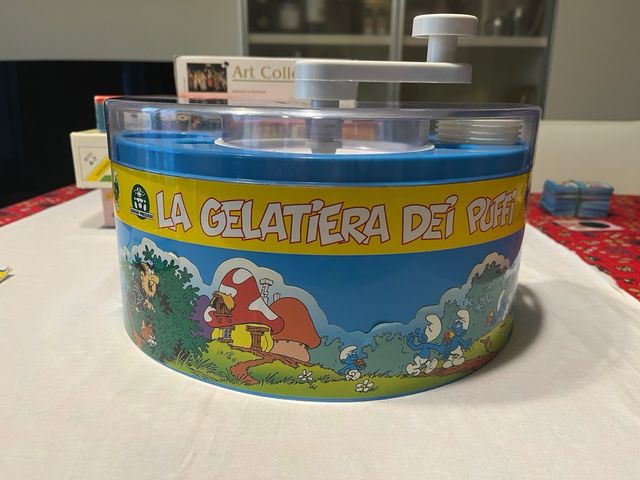 Art Colle
LA GELATIERA DEI PUFFI